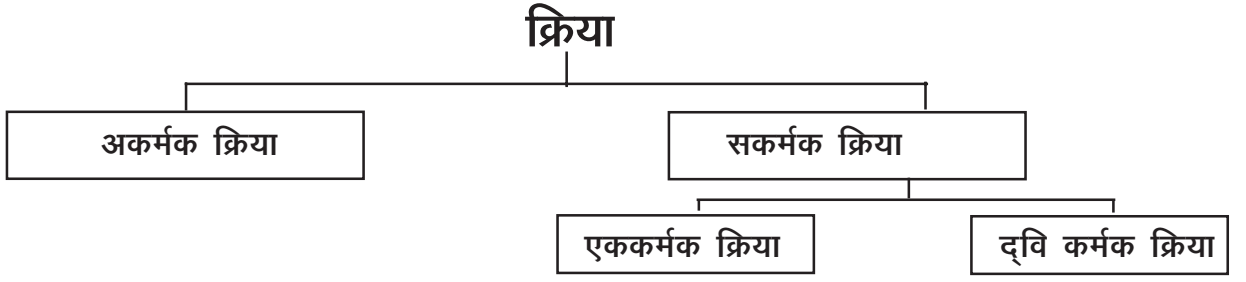 क्रिया
अकर्मक क्रिया
सकर्मक क्रिया
एककर्मक क्रिया
द्‌वि कर्मक क्रिया